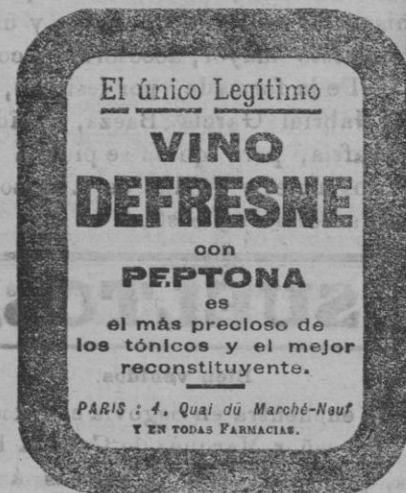 El único Legítimo
VINO
DEFRESNE
con
PEPTONA
es
el más precioso de
los tónicos y el mejor
reconstituyente.
PARIS : 4, Quai du Marché-Neuf
Y EN TODAS FARMACIAS.